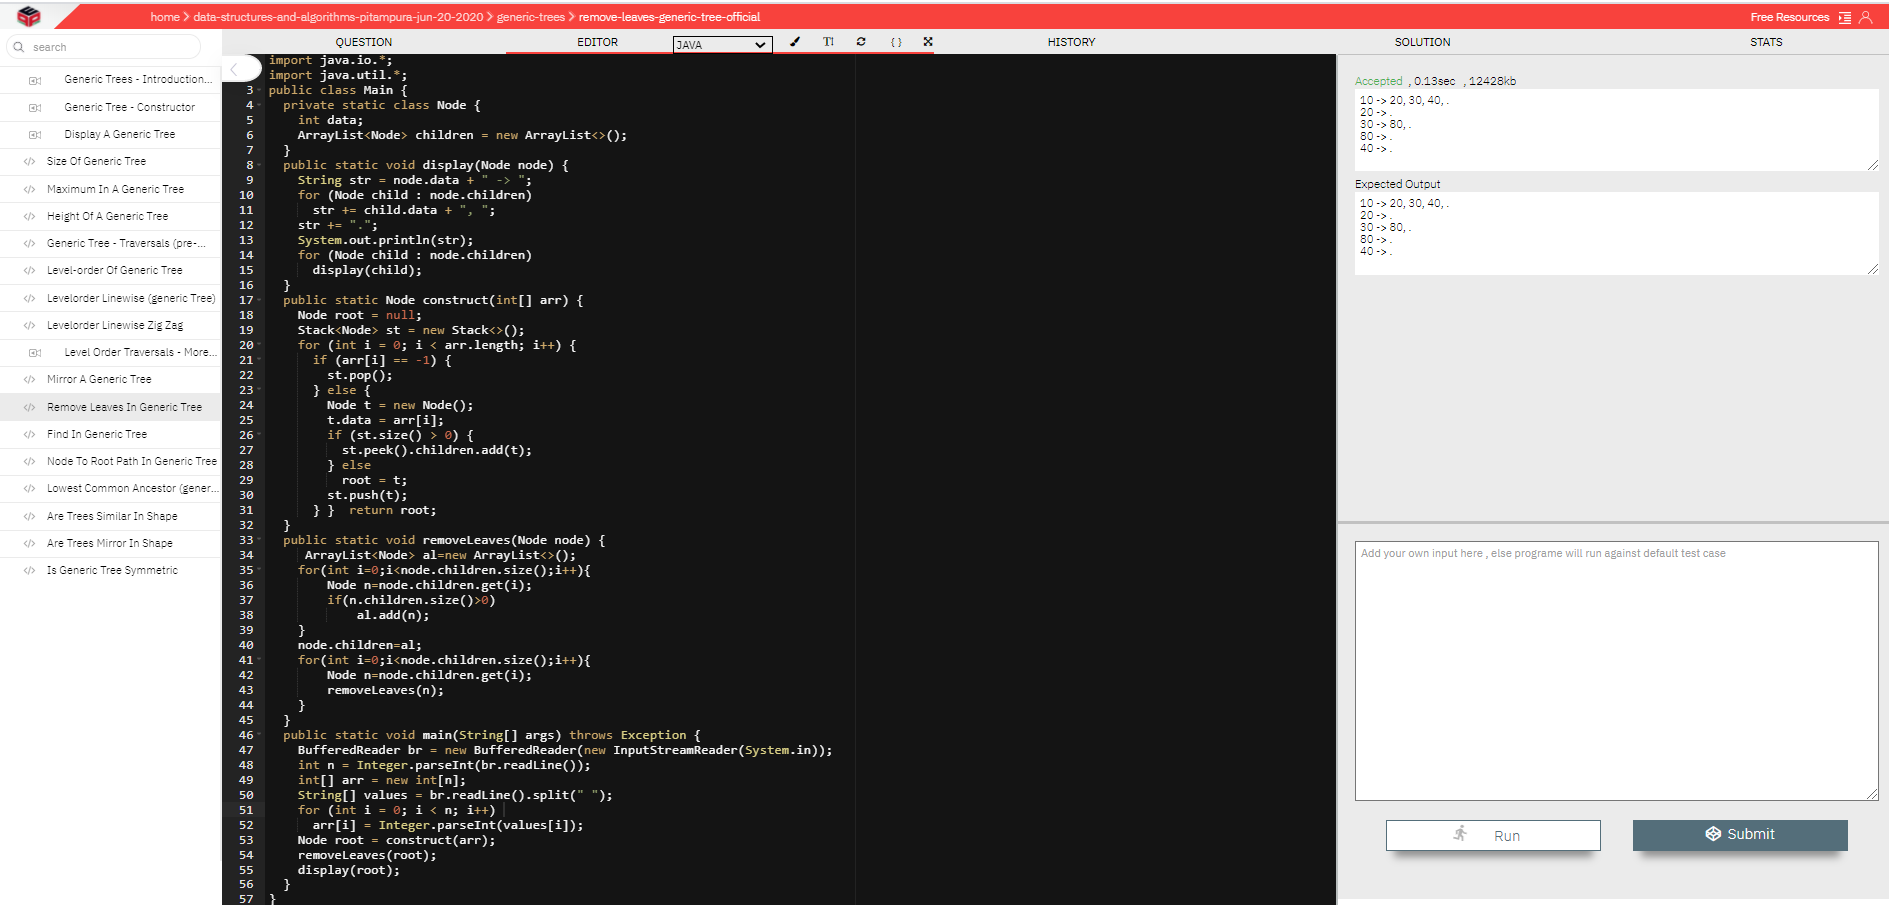 home > data-structures-and-algorithms-pitampura-jun-20-2020 > generic-trees > remove-leaves-generic-tree-official
Free Resources
search
Generic Trees - Introduction...
Generic Tree - Constructor
Display A Generic Tree
Size Of Generic Tree
Maximum In A Generic Tree
Height Of A Generic Tree
Generic Tree - Traversals (pre-...
Level-order Of Generic Tree
Levelorder Linewise (generic Tree)
Levelorder Linewise Zig Zag
Level Order Traversals - More...
Mirror A Generic Tree
Remove Leaves In Generic Tree
Find In Generic Tree
Node To Root Path In Generic Tree
Lowest Common Ancestor (gener...
Are Trees Similar In Shape
Are Trees Mirror In Shape
Is Generic Tree Symmetric
QUESTION EDITOR JAVA HISTORY SOLUTION STATS
import java.io.*;
import java.util.*;
3 public class Main {
4 private static class Node {
5 int data;
6 ArrayList<Node> children = new ArrayList<>();
7 }
8 public static void display(Node node) {
9 String str = node.data + " -> ";
10 for (Node child : node.children)
11 str += child.data + ", ";
12 str += ".";
13 System.out.println(str);
14 for (Node child : node.children)
15 display(child);
16 }
17 public static Node construct(int[] arr) {
18 Node root = null;
19 Stack<Node> st = new Stack<>();
20 for (int i = 0; i < arr.length; i++) {
21 if (arr[i] == -1) {
22 st.pop();
23 } else {
24 Node t = new Node();
25 t.data = arr[i];
26 if (st.size() > 0) {
27 st.peek().children.add(t);
28 } else
29 root = t;
30 st.push(t);
31 } } return root;
32 }
33 public static void removeLeaves(Node node) {
34 ArrayList<Node> al=new ArrayList<>();
35 for(int i=0;i<node.children.size();i++){
36 Node n=node.children.get(i);
37 if(n.children.size()>0)
38 al.add(n);
39 }
40 node.children=al;
41 for(int i=0;i<node.children.size();i++){
42 Node n=node.children.get(i);
43 removeLeaves(n);
44 }
45 }
46 public static void main(String[] args) throws Exception {
47 BufferedReader br = new BufferedReader(new InputStreamReader(System.in));
48 int n = Integer.parseInt(br.readLine());
49 int[] arr = new int[n];
50 String[] values = br.readLine().split(" ");
51 for (int i = 0; i < n; i++)
52 arr[i] = Integer.parseInt(values[i]);
53 Node root = construct(arr);
54 removeLeaves(root);
55 display(root);
56 }
57 }
Accepted , 0.13sec , 12428kb
10 -> 20, 30, 40, .
20 -> .
30 -> 80, .
80 -> .
40 -> .
Expected Output
10 -> 20, 30, 40, .
20 -> .
30 -> 80, .
80 -> .
40 -> .
Add your own input here , else programe will run against default test case
Run
Submit